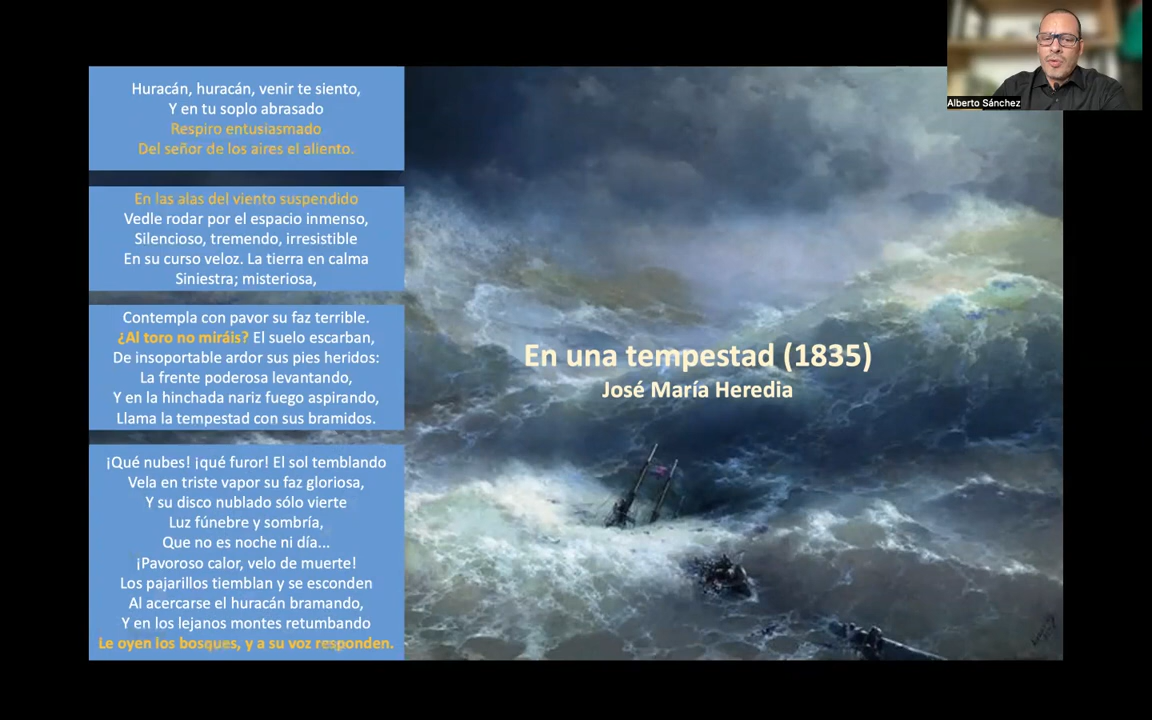 Huracán, huracán, venir te siento,
Y en tu soplo abrasado
Respiro entusiasmado
Del señor de los aires el aliento.
En las alas del viento suspendido
Vedle rodar por el espacio inmenso,
Silencioso, tremendo, irresistible
En su curso veloz. La tierra en calma
Siniestra; misteriosa,
Contempla con pavor su faz terrible.
¿Al toro no miráis? El suelo escarban,
De insoportable ardor sus pies heridos:
La frente poderosa levantando,
Y en la hinchada nariz fuego aspirando,
Llama la tempestad con sus bramidos.
¡Qué nubes! ¡qué furor! El sol temblando
Vela en triste vapor su faz gloriosa,
Y su disco nublado sólo vierte
Luz fúnebre y sombría,
Que no es noche ni día...
¡Pavoroso calor, velo de muerte!
Los pajarillos tiemblan y se esconden
Al acercarse el huracán bramando,
Y en los lejanos montes retumbando
Le oyen los bosques, y a su voz responden.
En una tempestad (1835)
José María Heredia
Alberto Sánchez